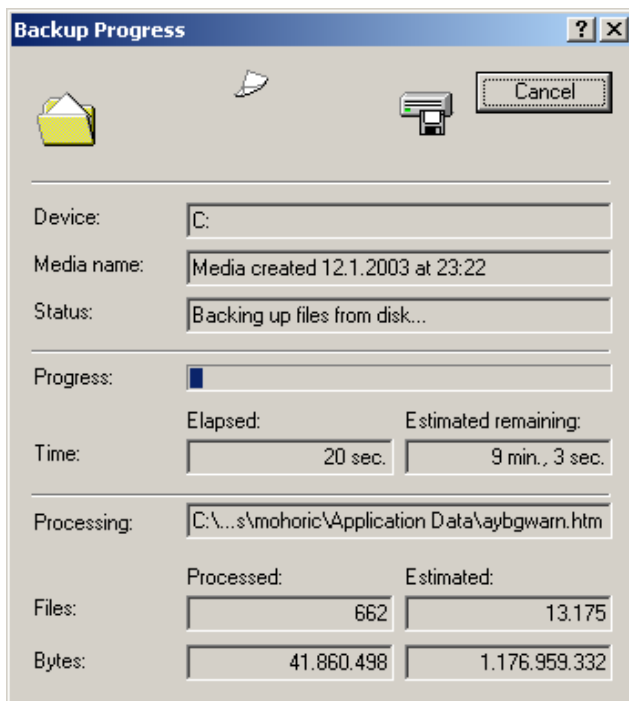 Backup Progress
Cancel
Device: C:
Media name: Media created 12.1.2003 at 23:22
Status: Backing up files from disk...
Progress:
Elapsed: Estimated remaining:
Time: 20 sec. 9 min., 3 sec.
Processing: C:\...s\mohoric\Application Data\aybgwarn.htm
Processed: Estimated:
Files: 662 13.175
Bytes: 41.860.498 1.176.959.332